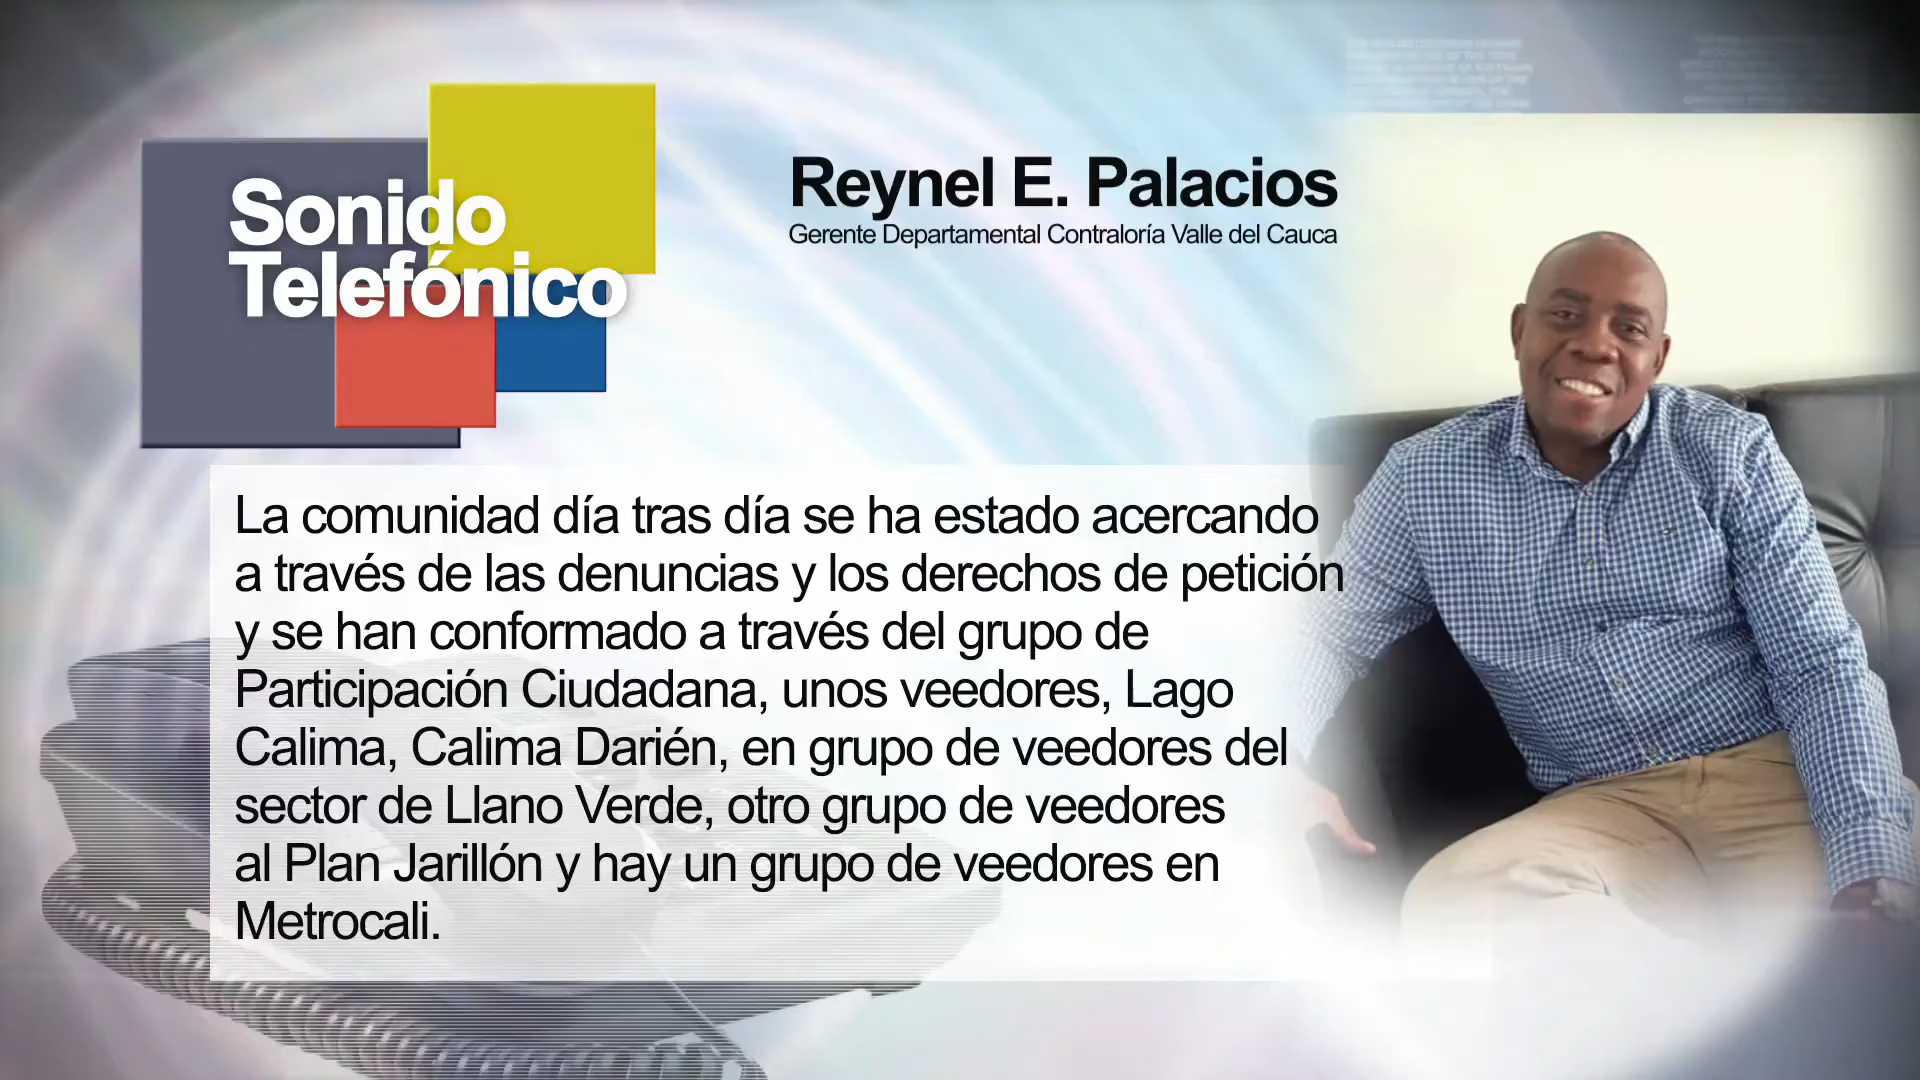 Sonido
Telefónico
Reynel E. Palacios
Gerente Departamental Contraloría Valle del Cauca
La comunidad día tras día se ha estado acercando
a través de las denuncias y los derechos de petición
y se han conformado a través del grupo de
Participación Ciudadana, unos veedores, Lago
Calima, Calima Darién, en grupo de veedores del
sector de Llano Verde, otro grupo de veedores
al Plan Jarillón y hay un grupo de veedores en
Metrocali.